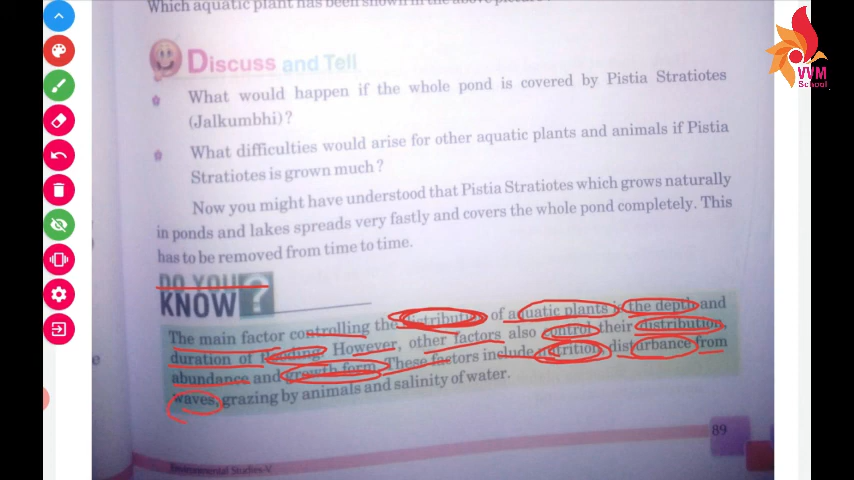 Which aquatic plant has been shown in the above
VVM
School
Discuss and Tell
What would happen if the whole pond is covered by Pistia Stratiotes
(Jalkumbhi)?
What difficulties would arise for other aquatic plants and animals if Pistia
Stratiotes is grown much?
Now you might have understood that Pistia Stratiotes which grows naturally
in ponds and lakes spreads very fastly and covers the whole pond completely. This
has to be removed from time to time.
DO YOU
KNOW ?
The main factor controlling the distribution of aquatic plants is the depth and
duration of flooding. However, other factors also control their distribution,
abundance and growth form. These factors include nutrition, disturbance from
waves, grazing by animals and salinity of water.
89
Environmental Studies-V